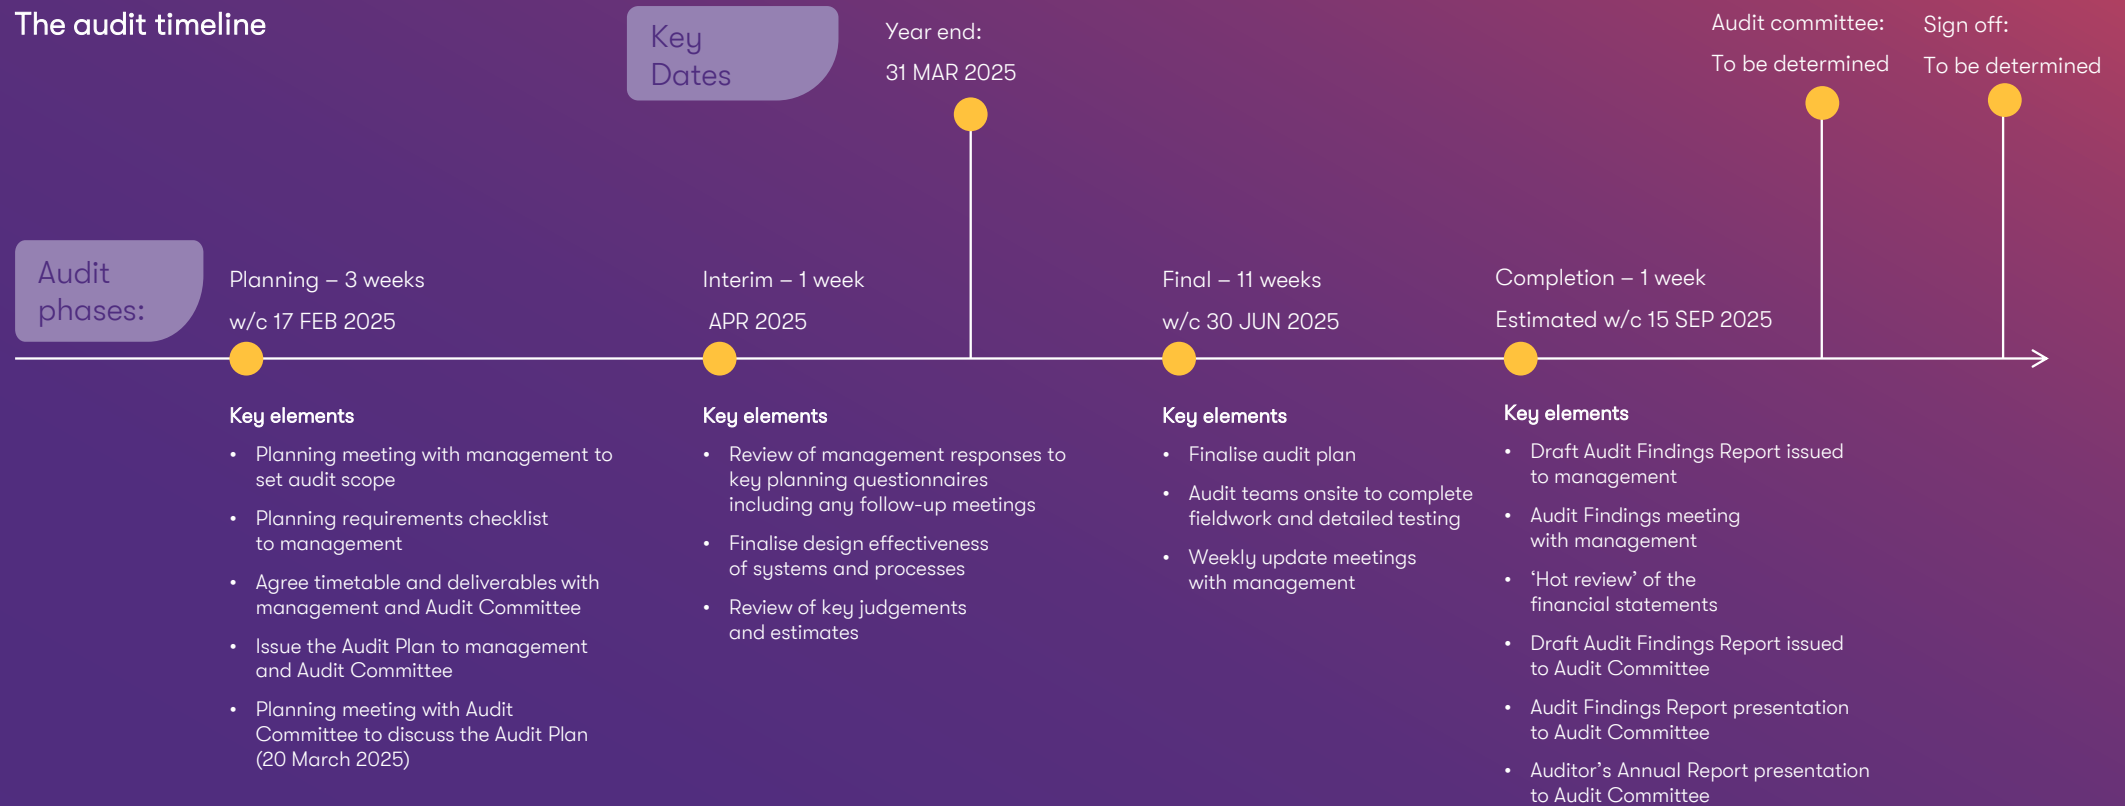 The audit timeline
Key
Dates
Year end:
31 MAR 2025
Audit committee:
To be determined
Sign off:
To be determined
Audit
phases:
Planning – 3 weeks
w/c 17 FEB 2025
Interim – 1 week
APR 2025
Final – 11 weeks
w/c 30 JUN 2025
Completion – 1 week
Estimated w/c 15 SEP 2025
Key elements
• Planning meeting with management to
set audit scope
• Planning requirements checklist
to management
• Agree timetable and deliverables with
management and Audit Committee
• Issue the Audit Plan to management
and Audit Committee
• Planning meeting with Audit
Committee to discuss the Audit Plan
(20 March 2025)
Key elements
• Review of management responses to
key planning questionnaires
including any follow-up meetings
• Finalise design effectiveness
of systems and processes
• Review of key judgements
and estimates
Key elements
• Finalise audit plan
• Audit teams onsite to complete
fieldwork and detailed testing
• Weekly update meetings
with management
Key elements
• Draft Audit Findings Report issued
to management
• Audit Findings meeting
with management
• ‘Hot review’ of the
financial statements
• Draft Audit Findings Report issued
to Audit Committee
• Audit Findings Report presentation
to Audit Committee
• Auditor’s Annual Report presentation
to Audit Committee